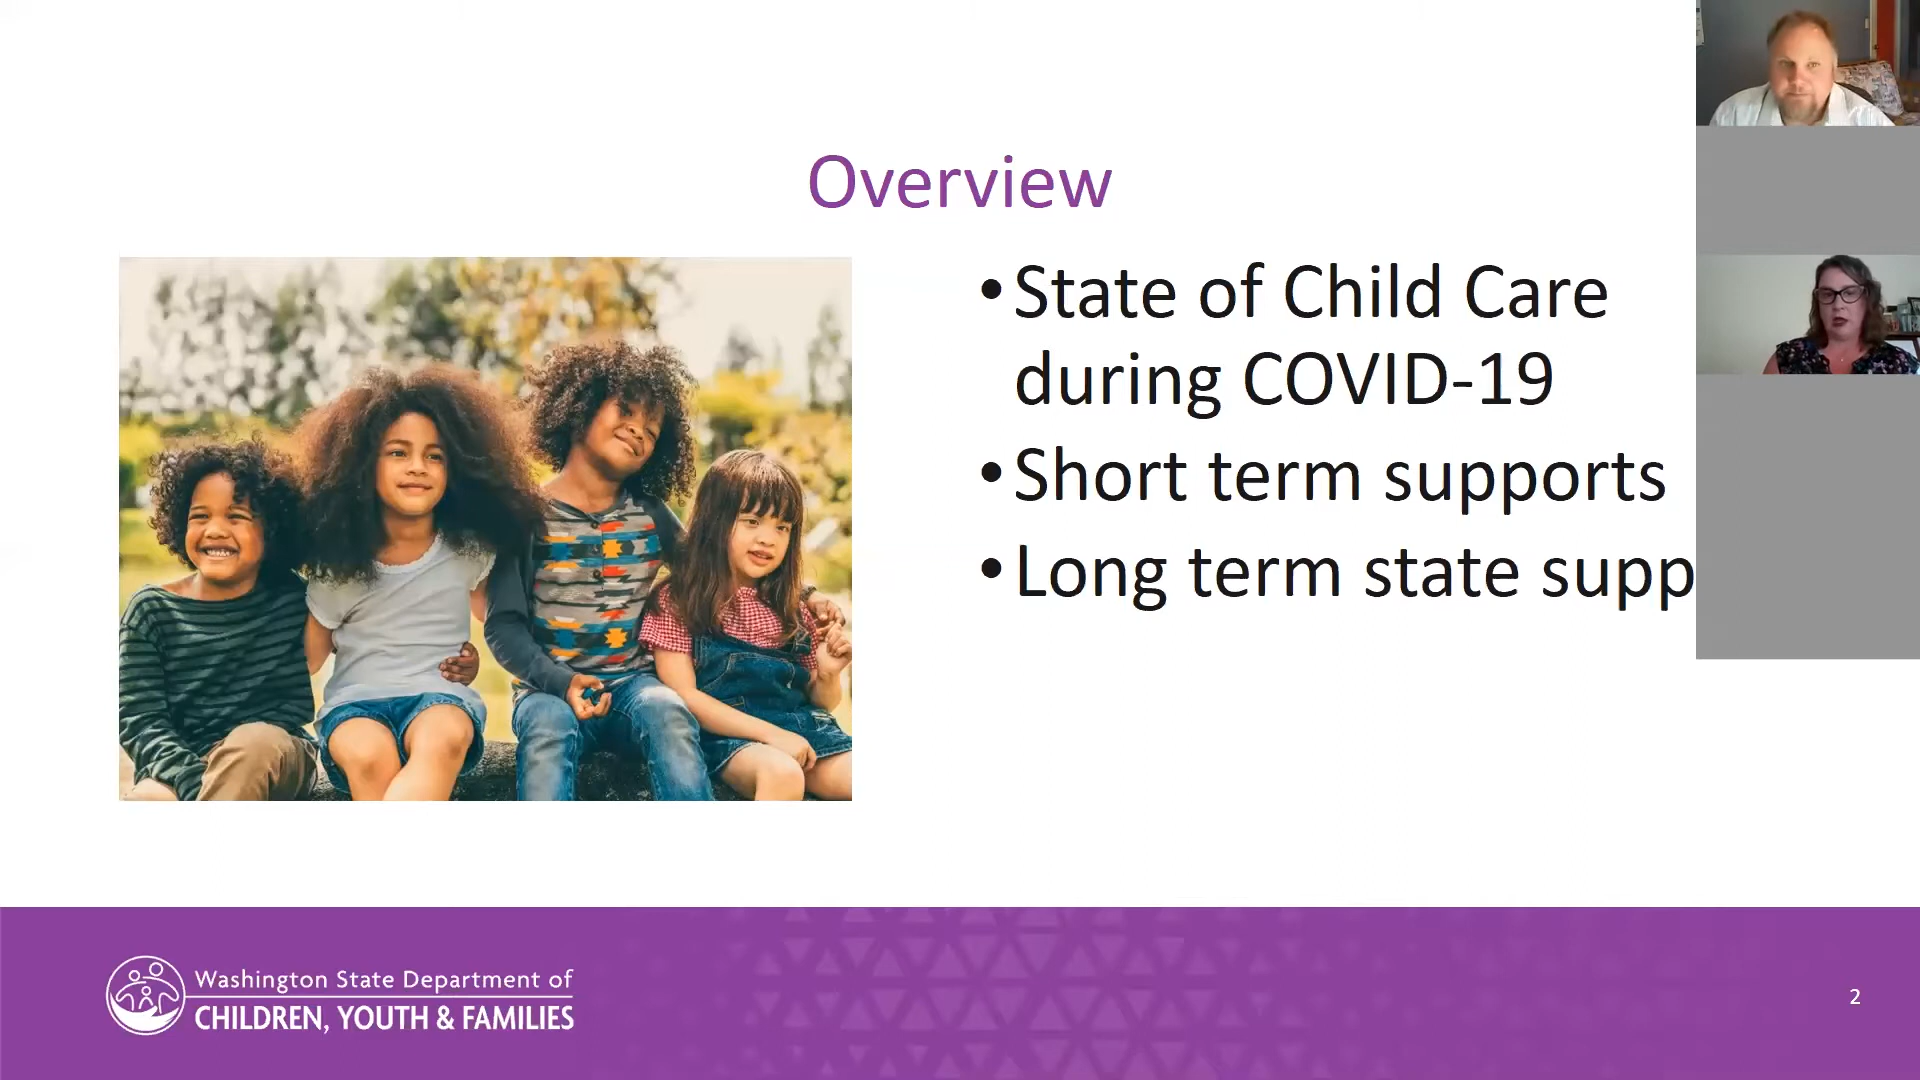 Overview
• State of Child Care
during COVID-19
• Short term supports
• Long term state supp
Washington State Department of
CHILDREN, YOUTH & FAMILIES
2